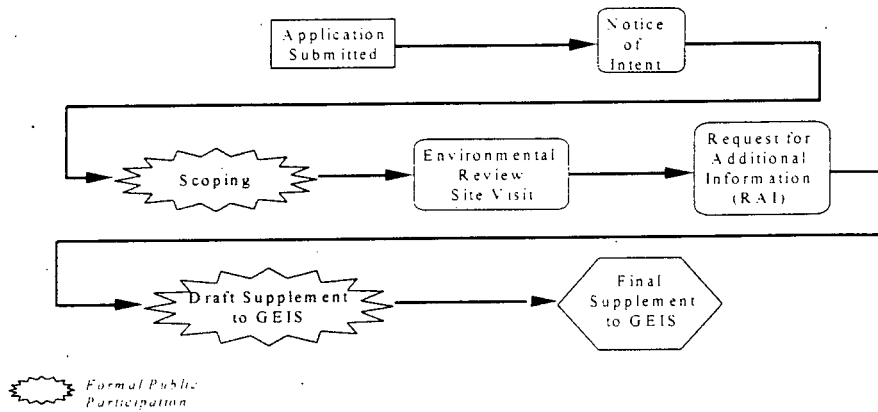 Application
Submitted
Notice
of
Intent
Scoping
Environmental
Review
Site Visit
Request for
Additional
Information
(RAI)
Draft Supplement
to GEIS
Final
Supplement
to GEIS
Formal Public
Participation